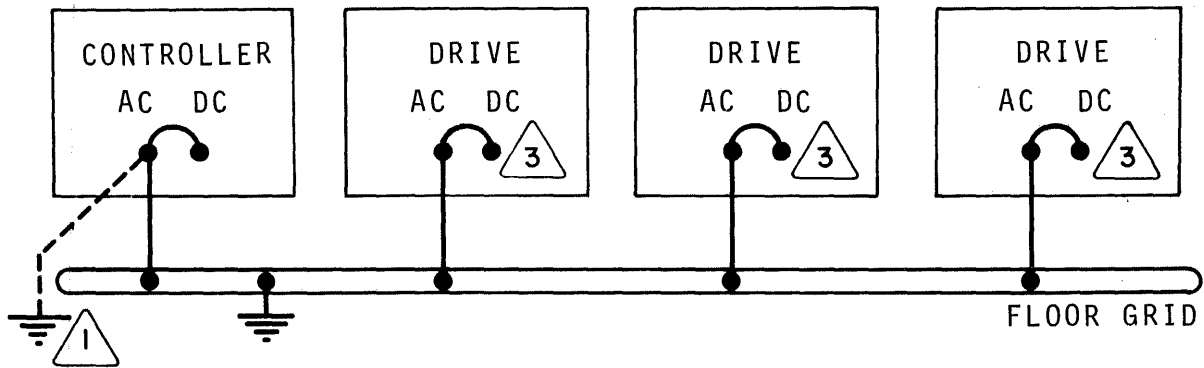 CONTROLLER DRIVE DRIVE DRIVE
AC DC AC DC AC DC AC DC
3 3 3
FLOOR GRID
1